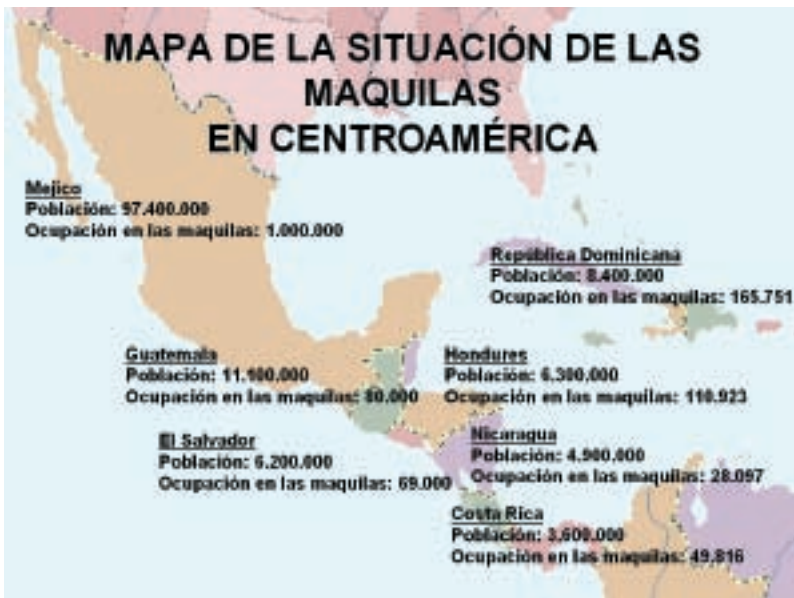 MAPA DE LA SITUACIÓN DE LAS
MAQUILAS
EN CENTROAMÉRICA
Mejico
Población: 97.400.000
Ocupación en las maquilas: 1.000.000
República Dominicana
Población: 8.400.000
Ocupación en las maquilas: 165.751
Guatemala
Población: 11.100.000
Ocupación en las maquilas: 80.000
Hondures
Población: 6.300.000
Ocupación en las maquilas: 110.923
El Salvador
Población: 6.200.000
Ocupación en las maquilas: 69.000
Nicaragua
Población: 4.900.000
Ocupación en las maquilas: 28.097
Costa Rica
Población: 3.600.000
Ocupación en las maquilas: 49,816